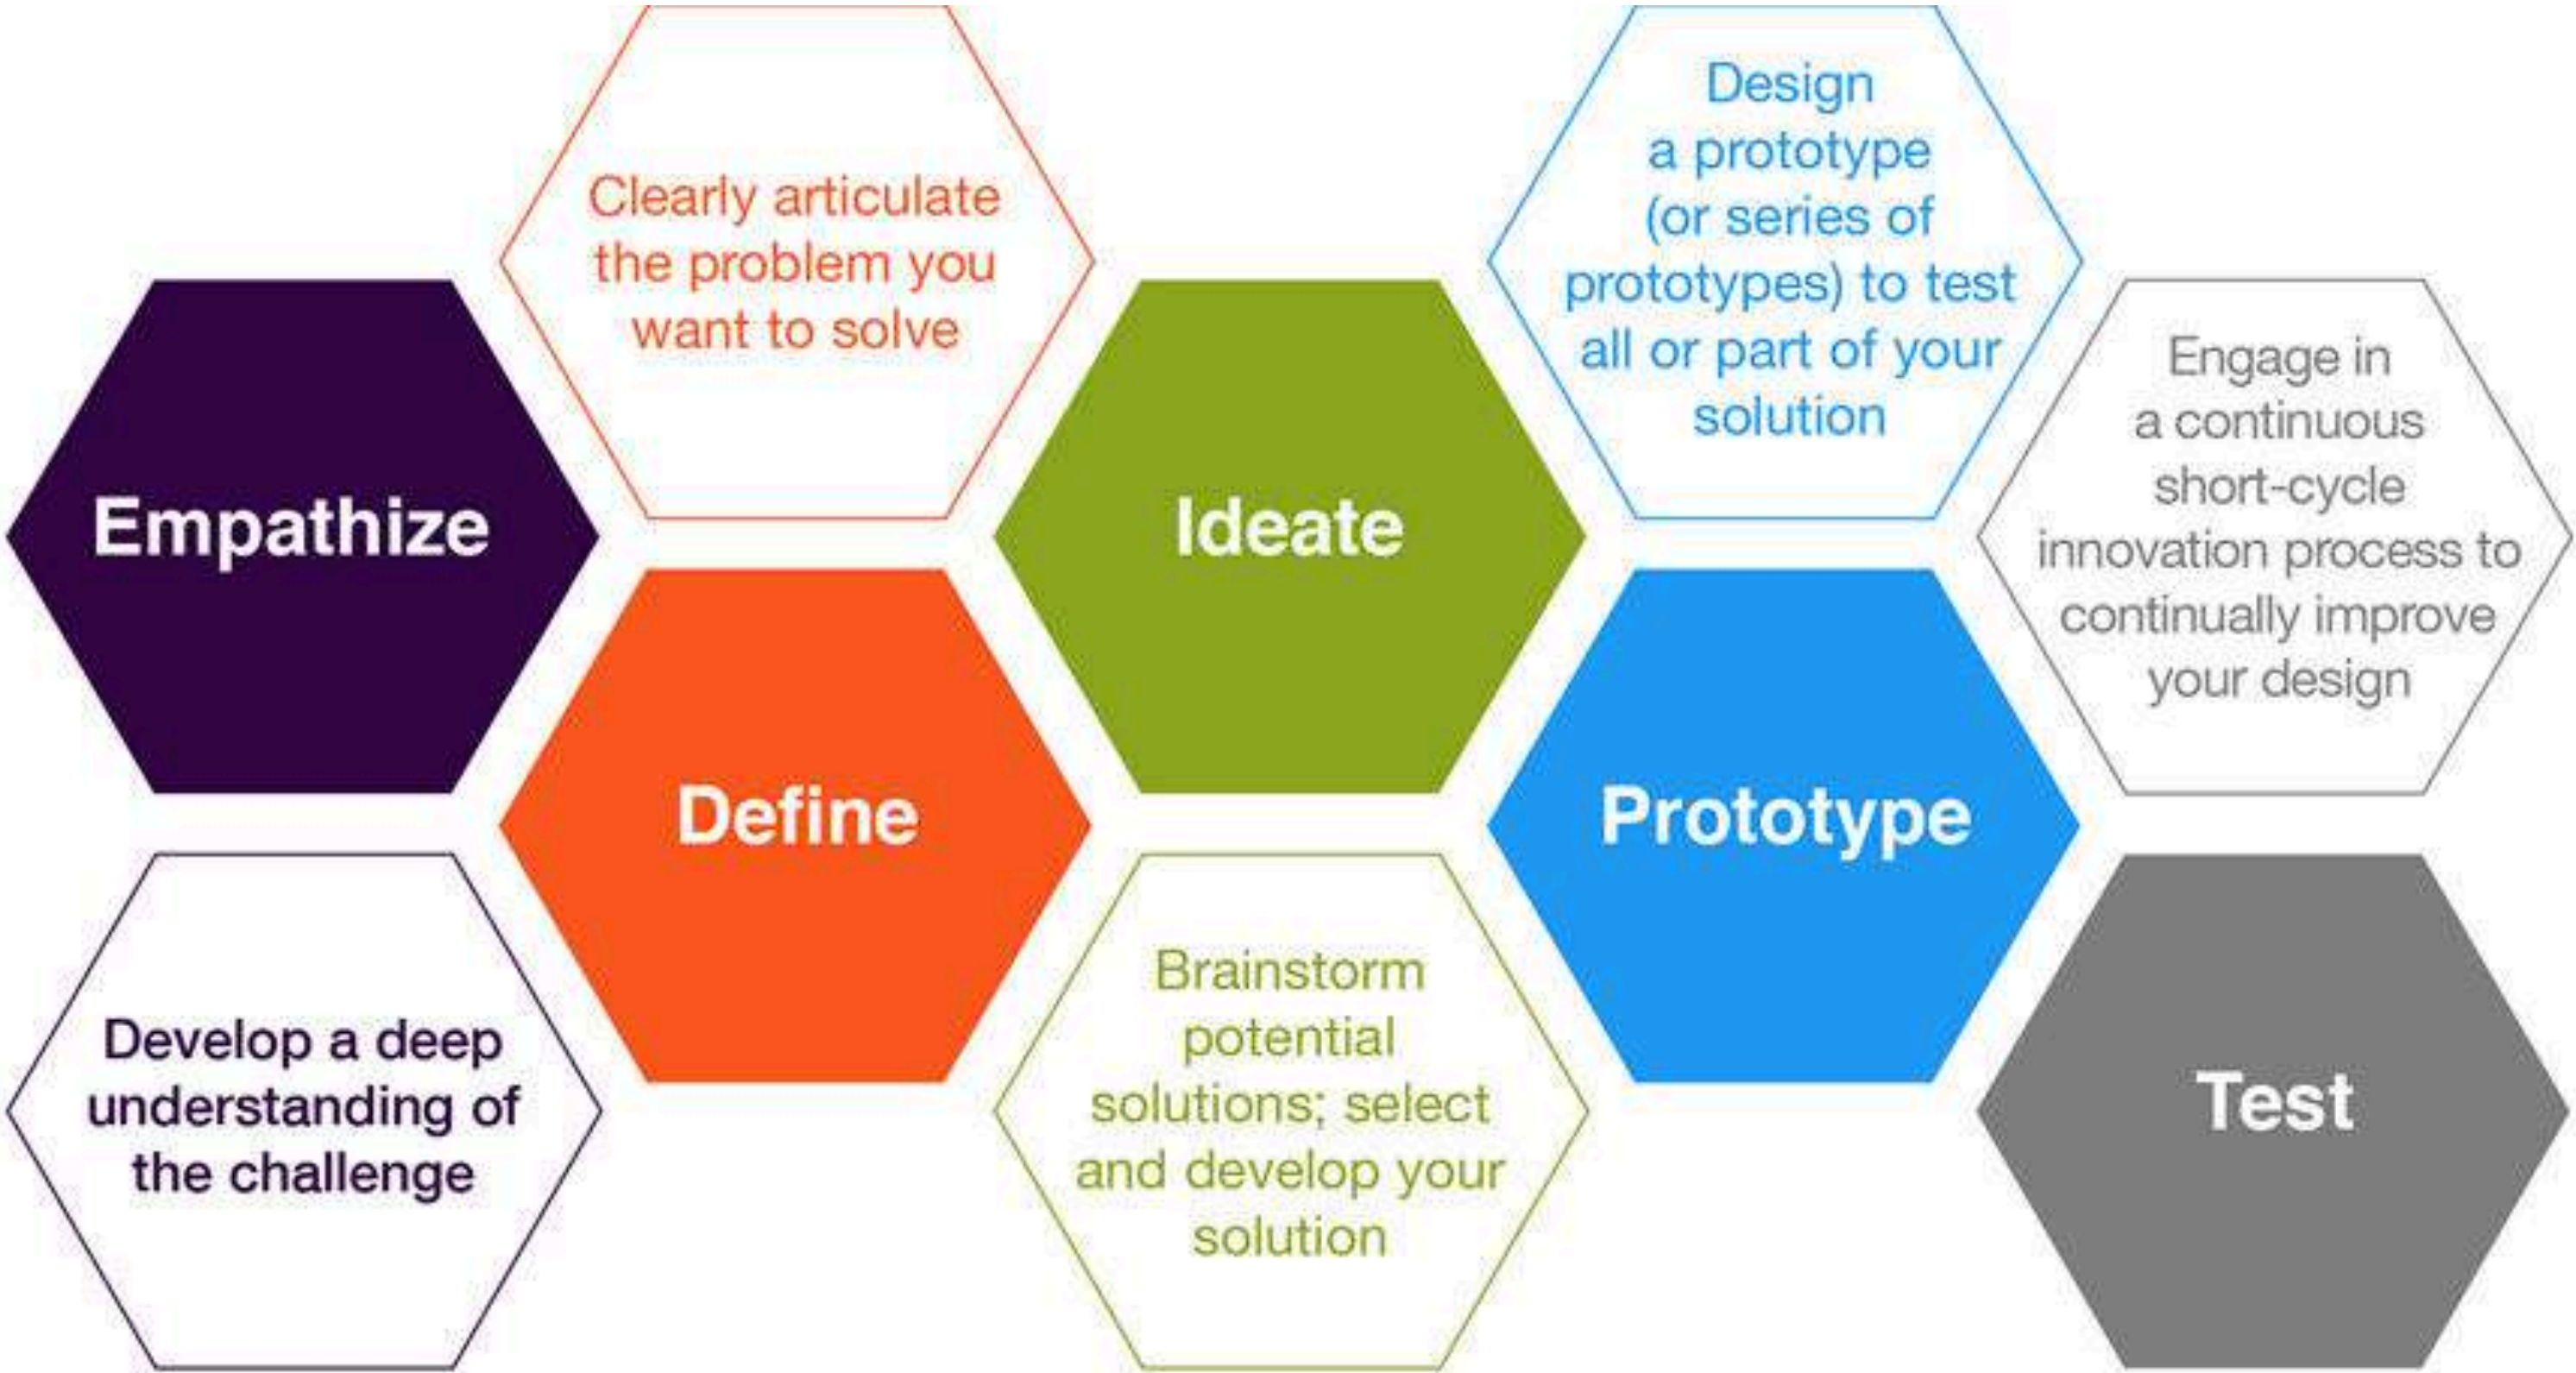 Empathize
Develop a deep
understanding of
the challenge
Clearly articulate
the problem you
want to solve
Define
Ideate
Brainstorm
potential
solutions; select
and develop your
solution
Design
a prototype
(or series of
prototypes) to test
all or part of your
solution
Prototype
Engage in
a continuous
short-cycle
innovation process to
continually improve
your design
Test